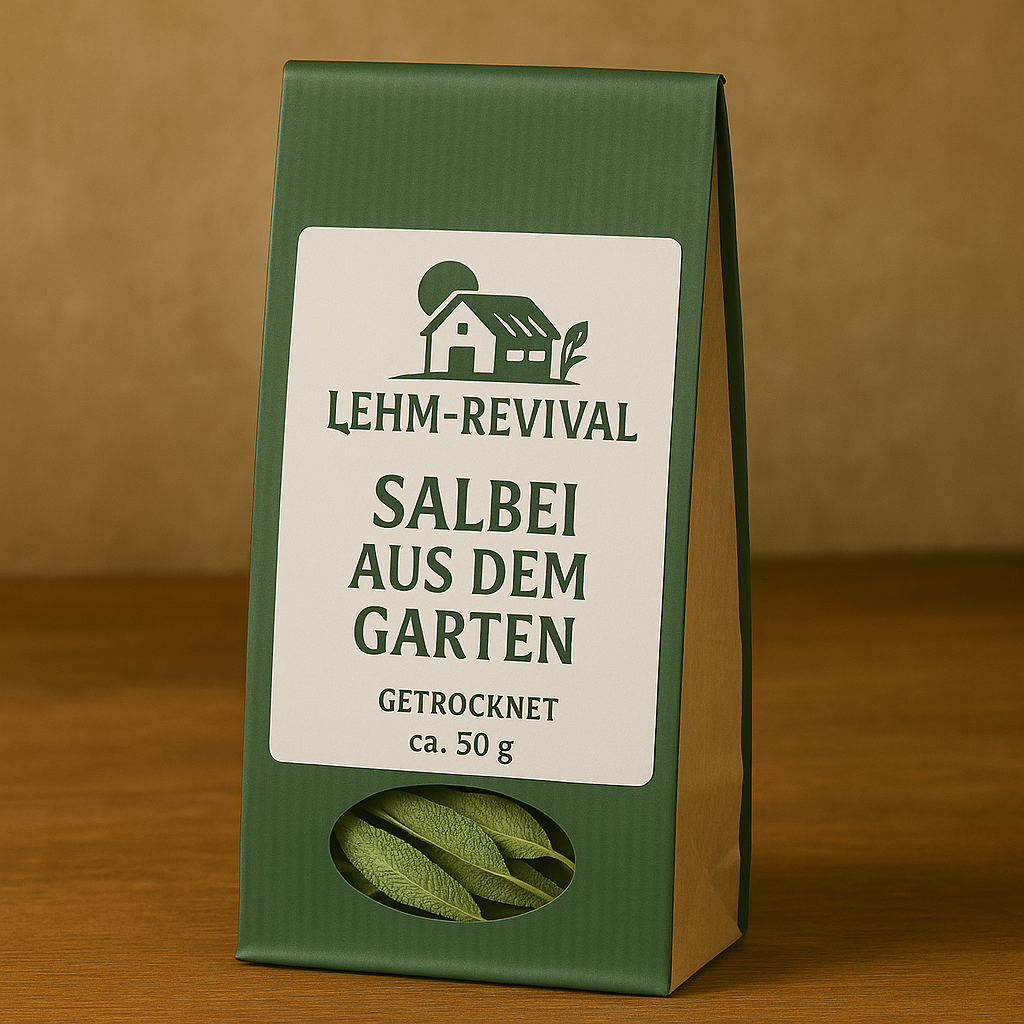 LEHM-REVIVAL
SALBEI
AUS DEM
GARTEN
GETROCKNET
ca. 50 g